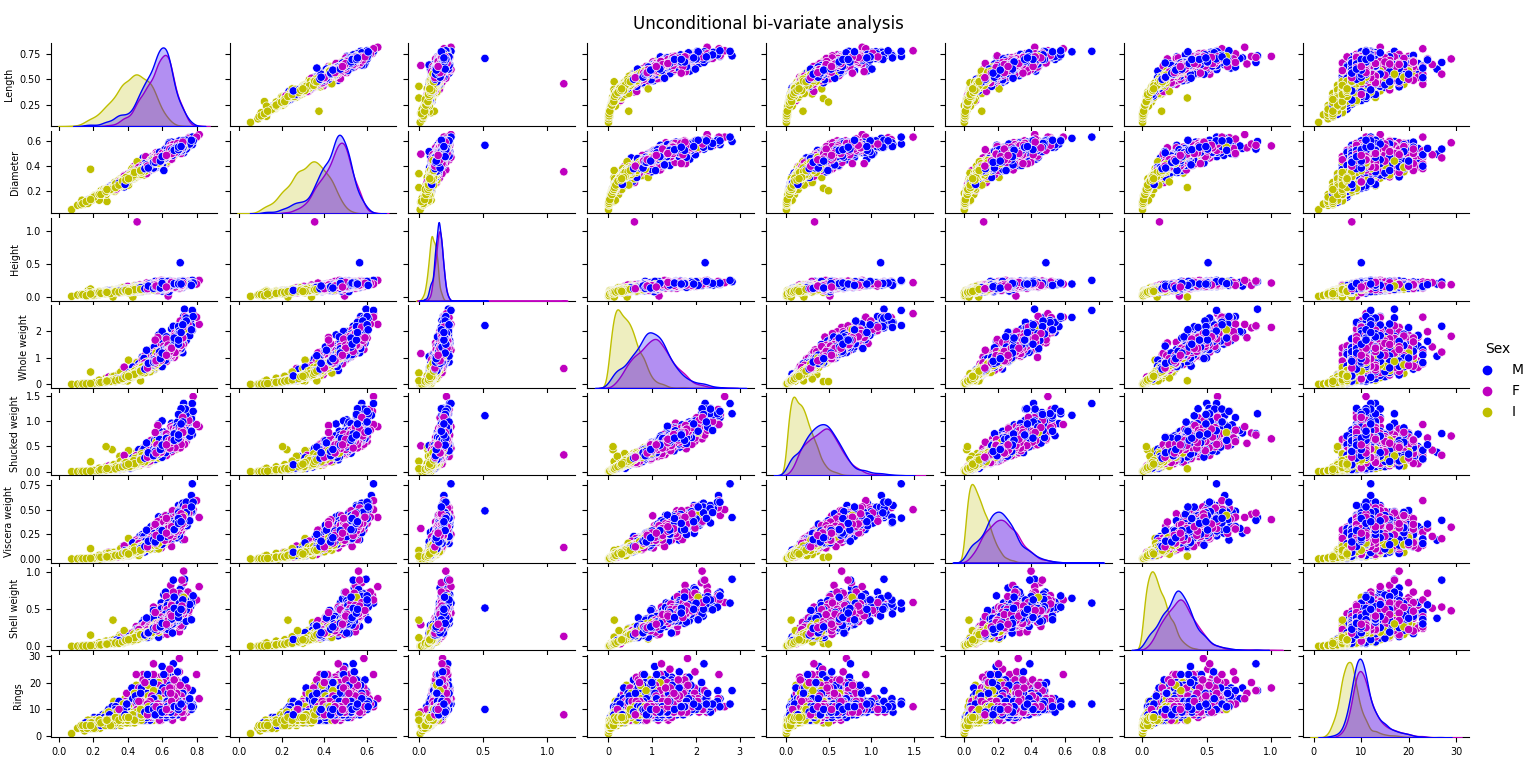 Unconditional bi-variate analysis
Length
0.75
0.50
0.25
Diameter
0.6
0.4
0.2
Height
1.0
0.5
0.0
Whole weight
2
1
0
Shucked weight
1.5
1.0
0.5
0.0
Viscera weight
0.75
0.50
0.25
0.00
Shell weight
1.0
0.5
0.0
Rings
30
20
10
0
0.0 0.2 0.4 0.6 0.8
0.0 0.2 0.4 0.6
0.0 0.5 1.0
0 1 2 3
0.0 0.5 1.0 1.5
0.0 0.2 0.4 0.6 0.8
0.0 0.5 1.0
0 10 20 30
Sex
M
F
I